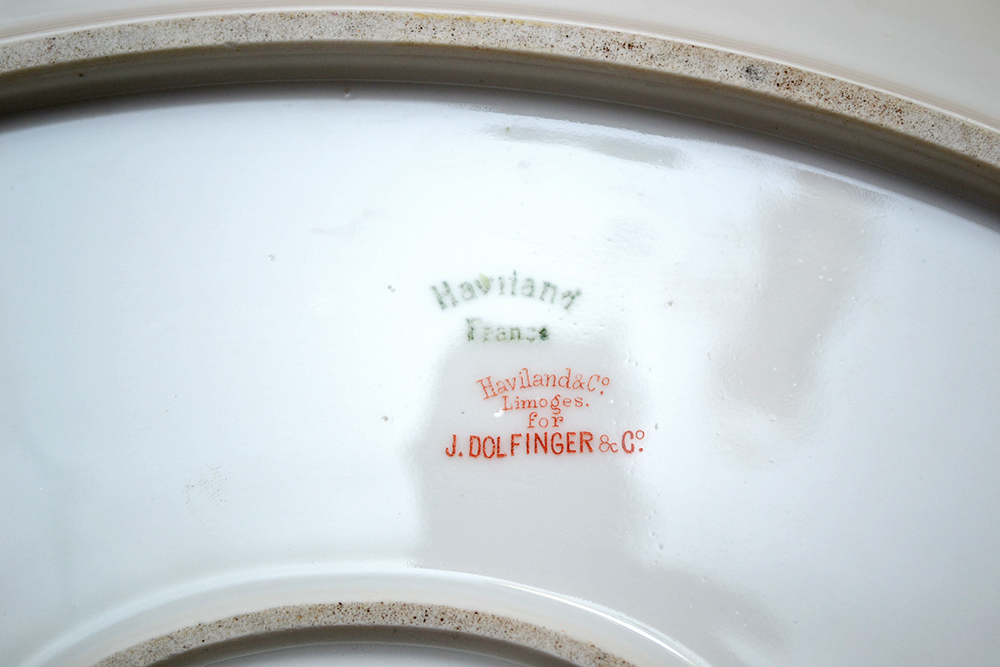 Haviland
France
Haviland & Co.
Limoges.
for
J. DOLFINGER & Co.